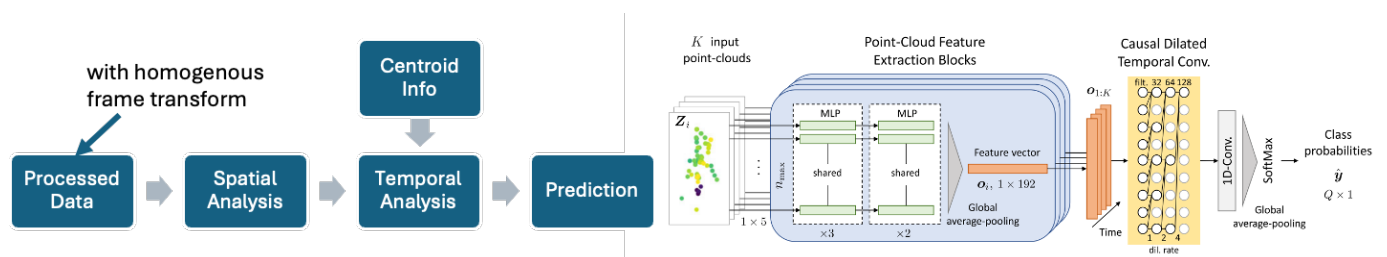 with homogenous
frame transform
Centroid
Info
Processed
Data
Spatial
Analysis
Temporal
Analysis
Prediction
K input
point-clouds
Z_i
1 × 5
Point-Cloud Feature
Extraction Blocks
n_max
MLP
shared
×3
MLP
shared
×2
Feature vector
o_i, 1 × 192
Global
average-pooling
o_{1:K}
Time
Causal Dilated
Temporal Conv.
filt. 32 64 128
1 2 4
dil. rate
1D-Conv.
SoftMax
Global
average-pooling
Class
probabilities
ŷ
Q × 1